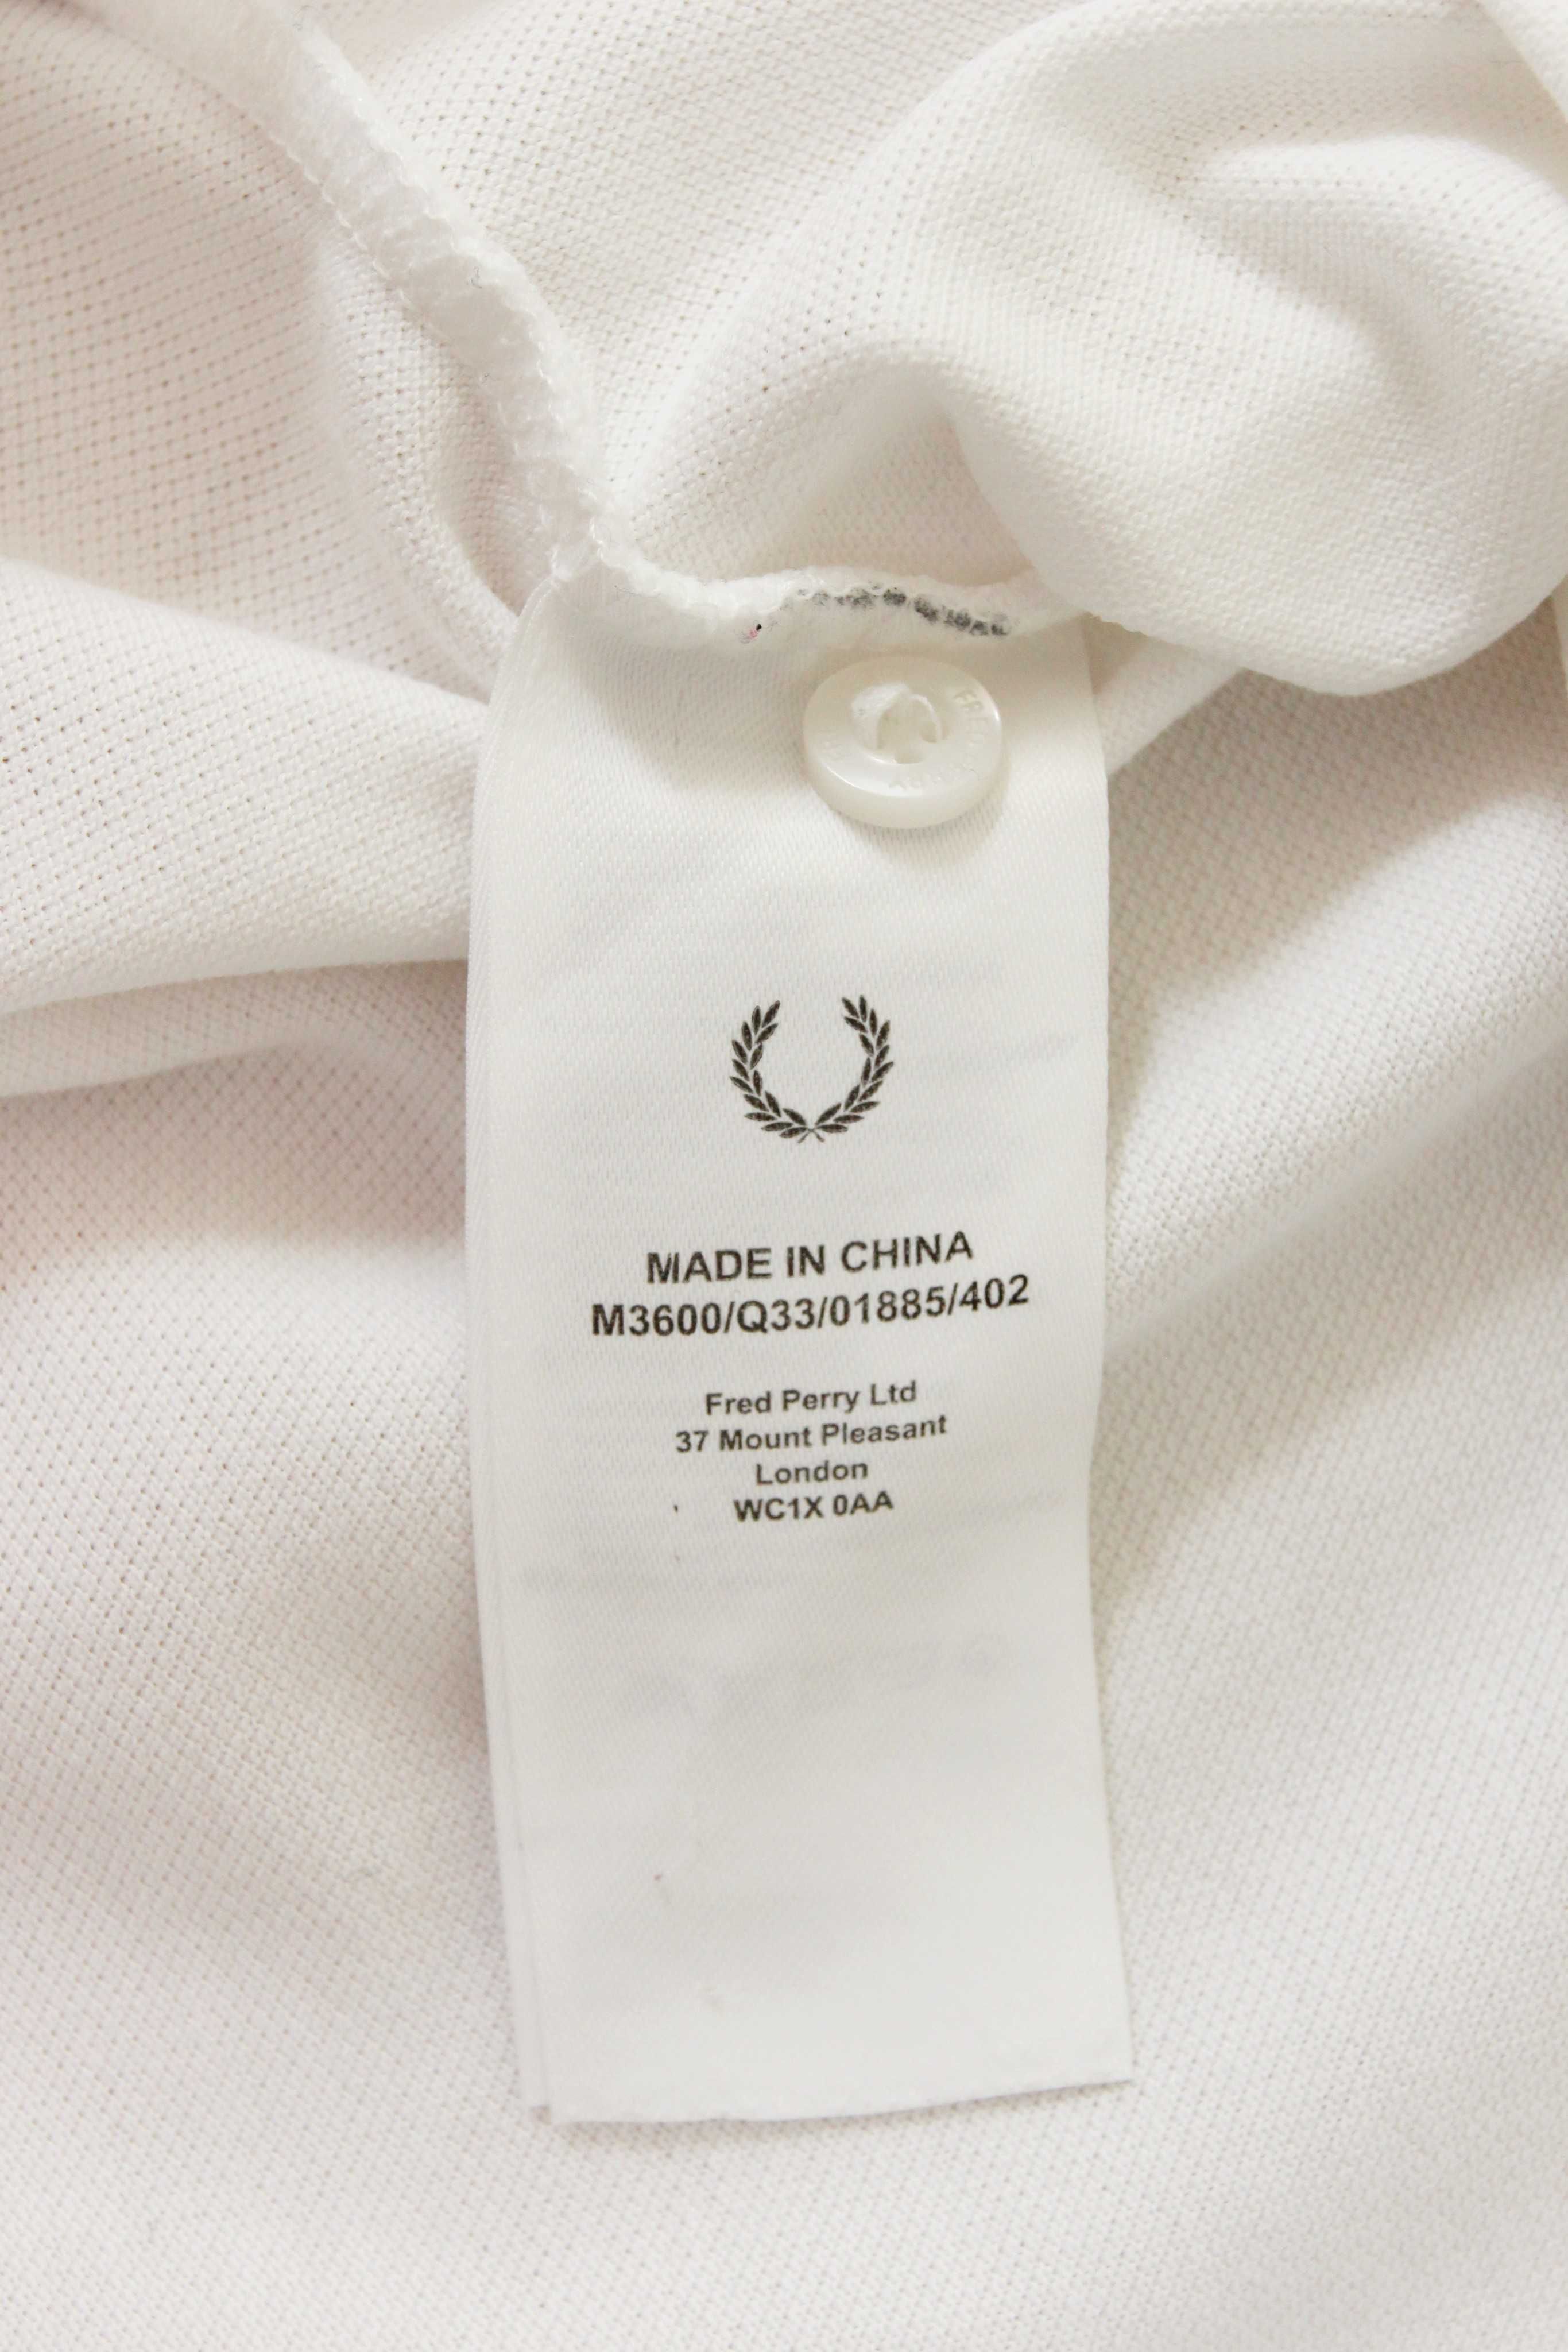 MADE IN CHINA
M3600/Q33/01885/402
Fred Perry Ltd
37 Mount Pleasant
London
WC1X 0AA